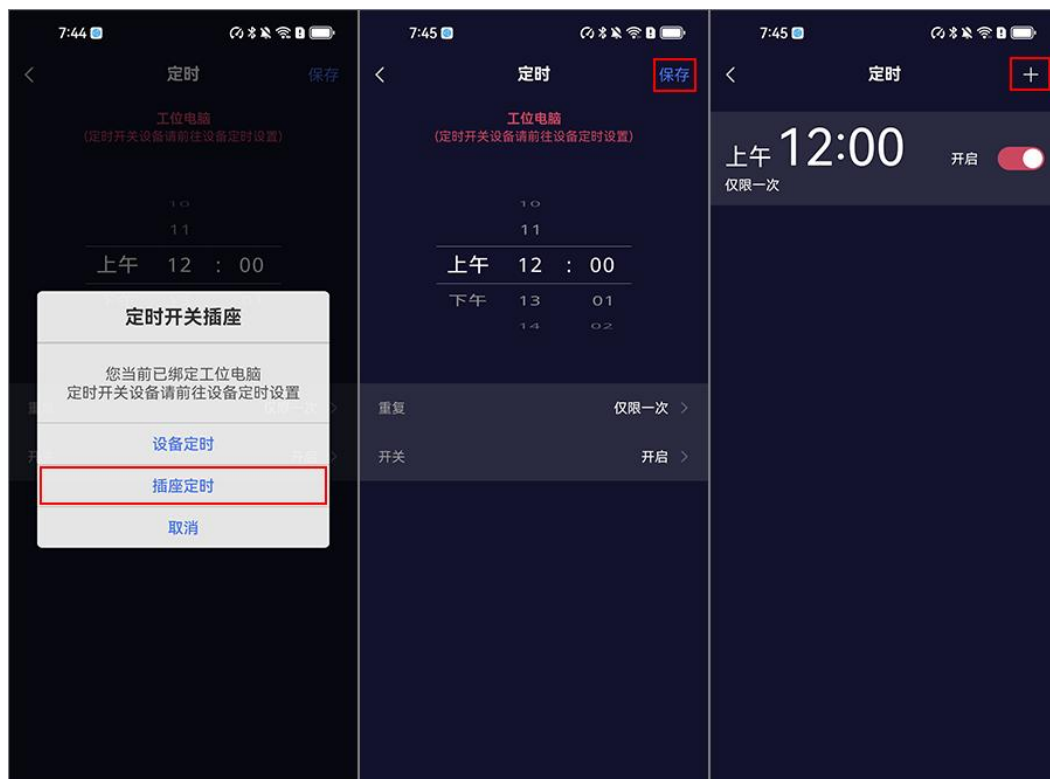 7:44
定时
保存
工位电脑
(定时开关设备请前往设备定时设置)
10
11
上午 12 : 00
定时开关插座
您当前已绑定工位电脑
定时开关设备请前往设备定时设置
设备定时
插座定时
取消
7:45
定时
保存
工位电脑
(定时开关设备请前往设备定时设置)
10
11
上午 12 : 00
下午 13 01
14 02
重复 仅限一次
开关 开启
7:45
定时
+
上午 12:00 开启
仅限一次